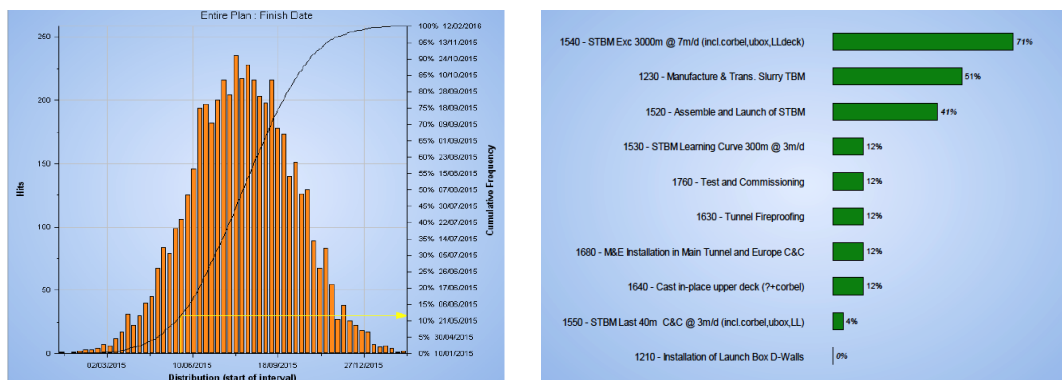 Entire Plan : Finish Date
260
200
150
100
50
0
Hits
02/03/2015
10/06/2015
18/09/2015
27/12/2015
Distribution (start of interval)
100% 12/02/2016
95% 13/11/2015
90% 24/10/2015
85% 10/10/2015
80% 28/09/2015
75% 18/09/2015
70% 09/09/2015
65% 01/09/2015
60% 23/08/2015
55% 15/08/2015
50% 07/08/2015
45% 30/07/2015
40% 22/07/2015
35% 14/07/2015
30% 05/07/2015
25% 26/06/2015
20% 17/06/2015
15% 06/06/2015
10% 21/05/2015
5% 30/04/2015
0% 10/01/2015
Cumulative Frequency
1540 - STBM Exc 3000m @ 7m/d (incl.corbel,ubox,LLdeck)
71%
1230 - Manufacture & Trans. Slurry TBM
51%
1520 - Assemble and Launch of STBM
41%
1530 - STBM Learning Curve 300m @ 3m/d
12%
1760 - Test and Commissioning
12%
1630 - Tunnel Fireproofing
12%
1680 - M&E Installation in Main Tunnel and Europe C&C
12%
1640 - Cast in-place upper deck (?+corbel)
12%
1550 - STBM Last 40m C&C @ 3m/d (incl.corbel,ubox,LL)
4%
1210 - Installation of Launch Box D-Walls
0%